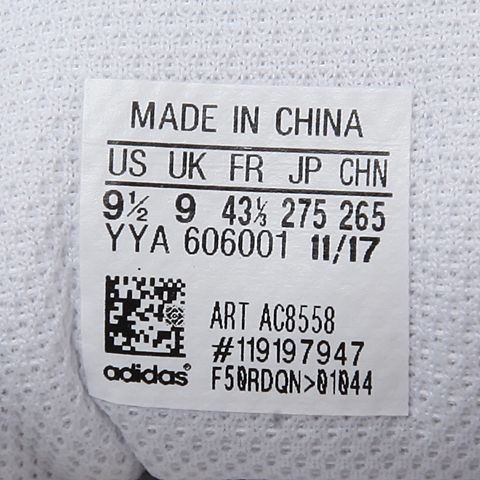 MADE IN CHINA
US UK FR JP CHN
9½ 9 43⅓ 275 265
YYA 606001 11/17
ART AC8558
#119197947
adidas® F50RDQN>01044